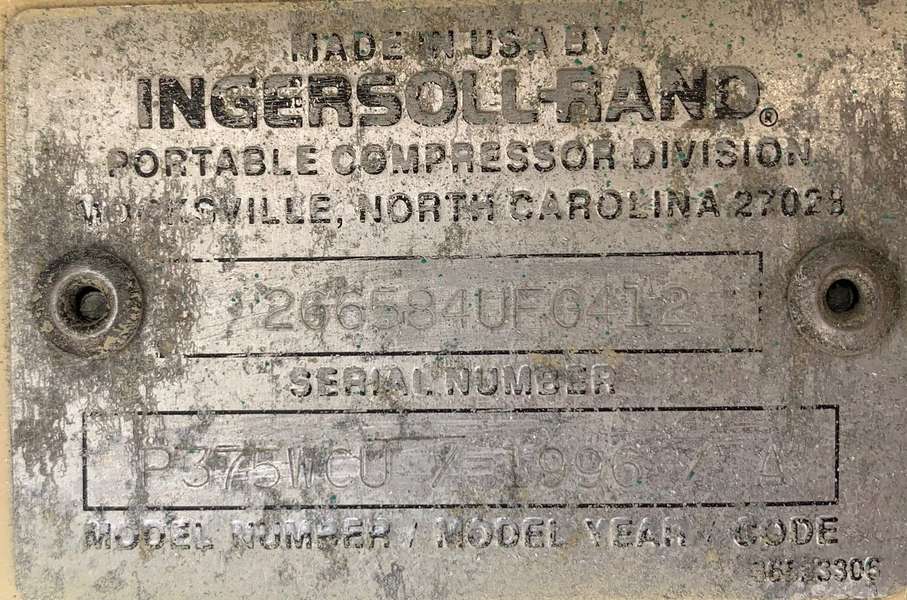 MADE IN USA BY
INGERSOLL-RAND®
PORTABLE COMPRESSOR DIVISION
MOCKSVILLE, NORTH CAROLINA 27028
266584UFG412
SERIAL NUMBER
P375WCU / 1996 / A
MODEL NUMBER / MODEL YEAR / CODE